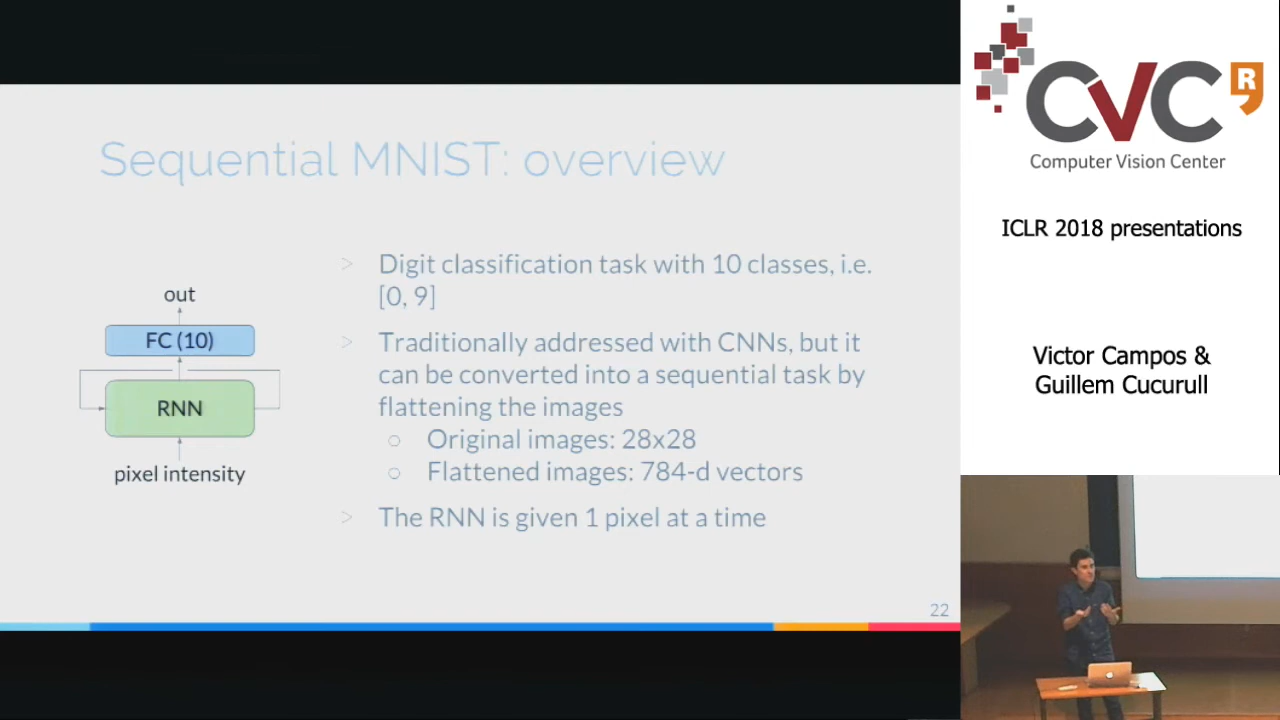 Sequential MNIST: overview
> Digit classification task with 10 classes, i.e.
[0, 9]
> Traditionally addressed with CNNs, but it
can be converted into a sequential task by
flattening the images
○ Original images: 28x28
○ Flattened images: 784-d vectors
> The RNN is given 1 pixel at a time
out
FC (10)
RNN
pixel intensity
22
CVC R
Computer Vision Center
ICLR 2018 presentations
Victor Campos &
Guillem Cucurull